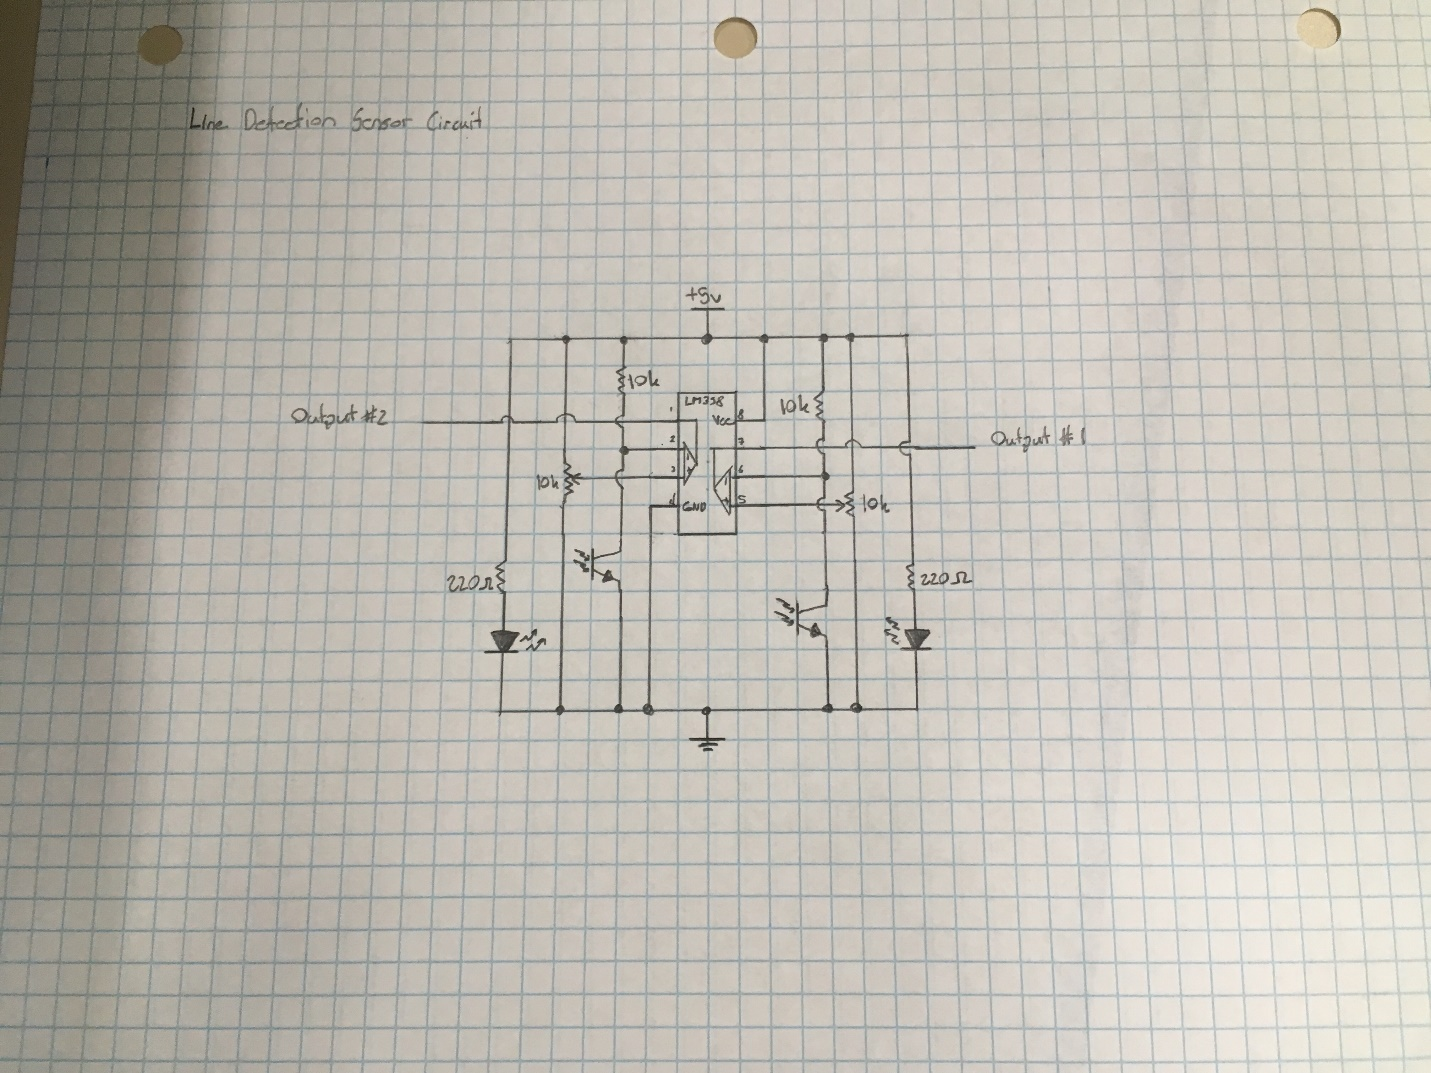 Line Detection Sensor Circuit
+5v
10k
LM358
10k
Output #2
1
Vcc
8
2
7
Output #1
10k
3
6
4
GND
5
10k
220Ω
220Ω